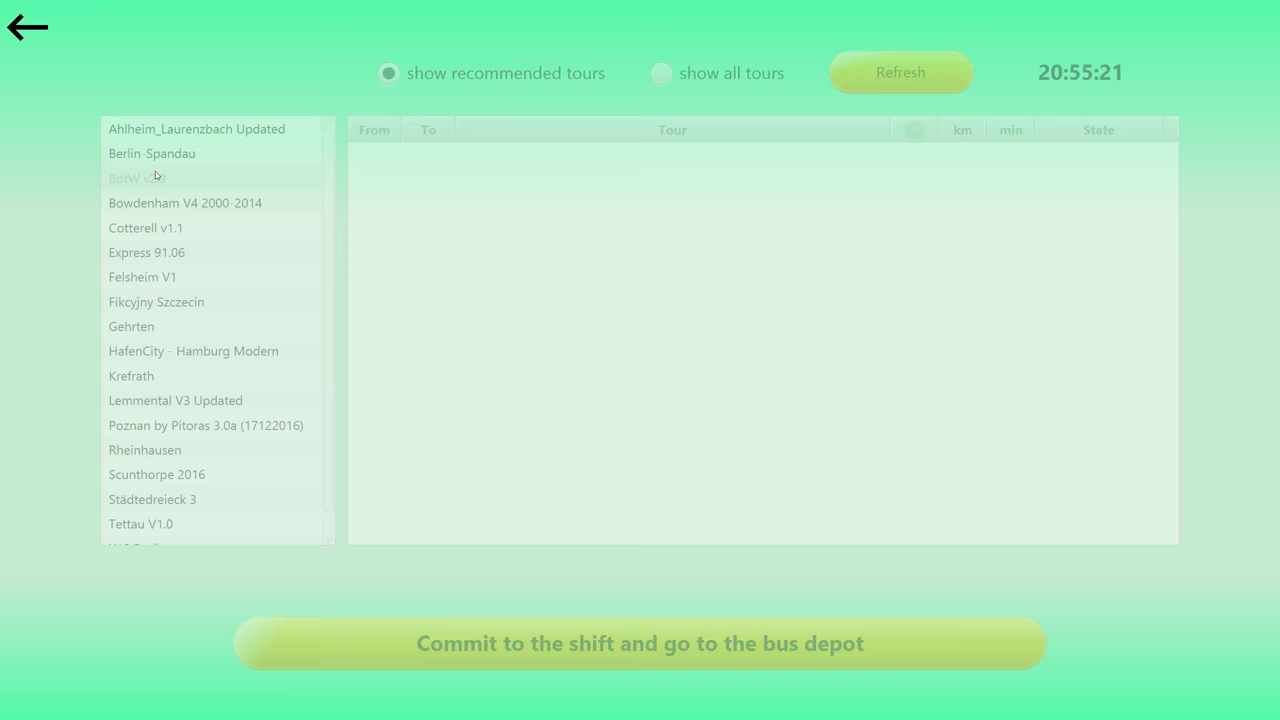 show recommended tours
show all tours
Refresh
20:55:21
From To Tour km min State
Ahlheim_Laurenzbach Updated
Berlin-Spandau
BotW v2.9
Bowdenham V4 2000-2014
Cotterell v1.1
Express 91.06
Felsheim V1
Fikcyjny Szczecin
Gehrten
HafenCity - Hamburg Modern
Krefrath
Lemmental V3 Updated
Poznan by Pitoras 3.0a (17122016)
Rheinhausen
Scunthorpe 2016
Städtedreieck 3
Tettau V1.0
Commit to the shift and go to the bus depot